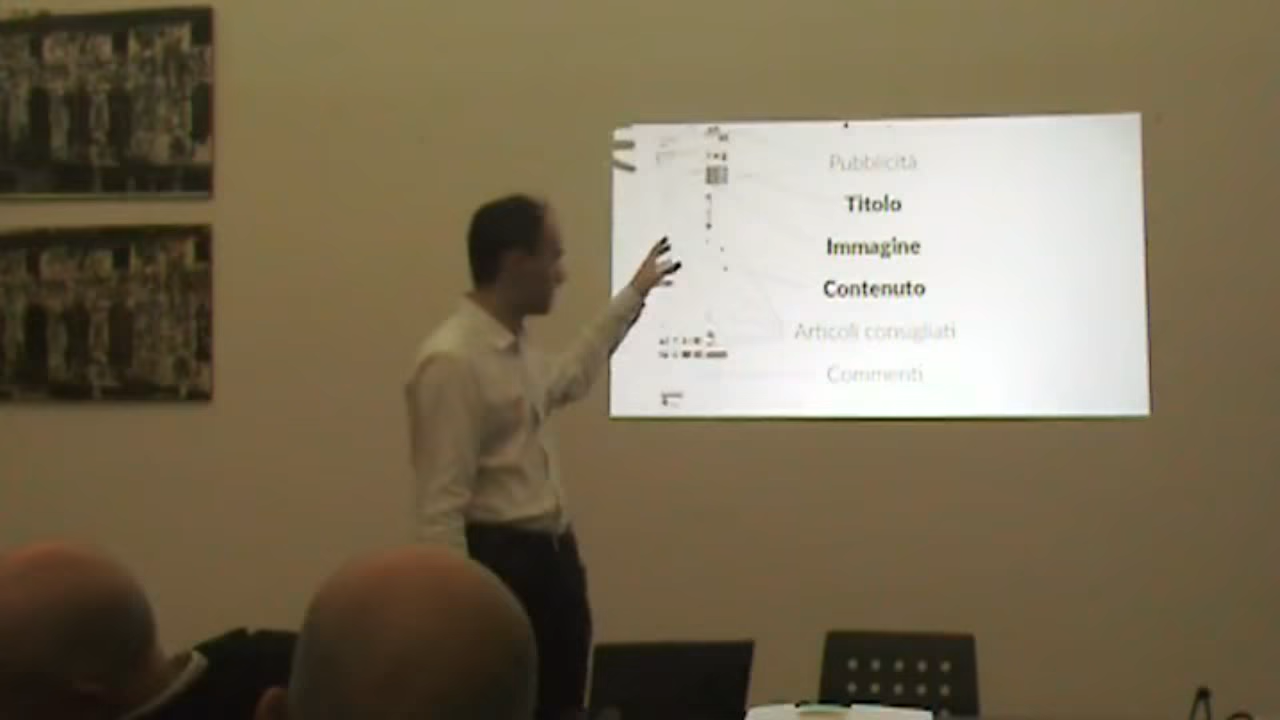 Pubblicità
Titolo
Immagine
Contenuto
Articoli consigliati
Commenti